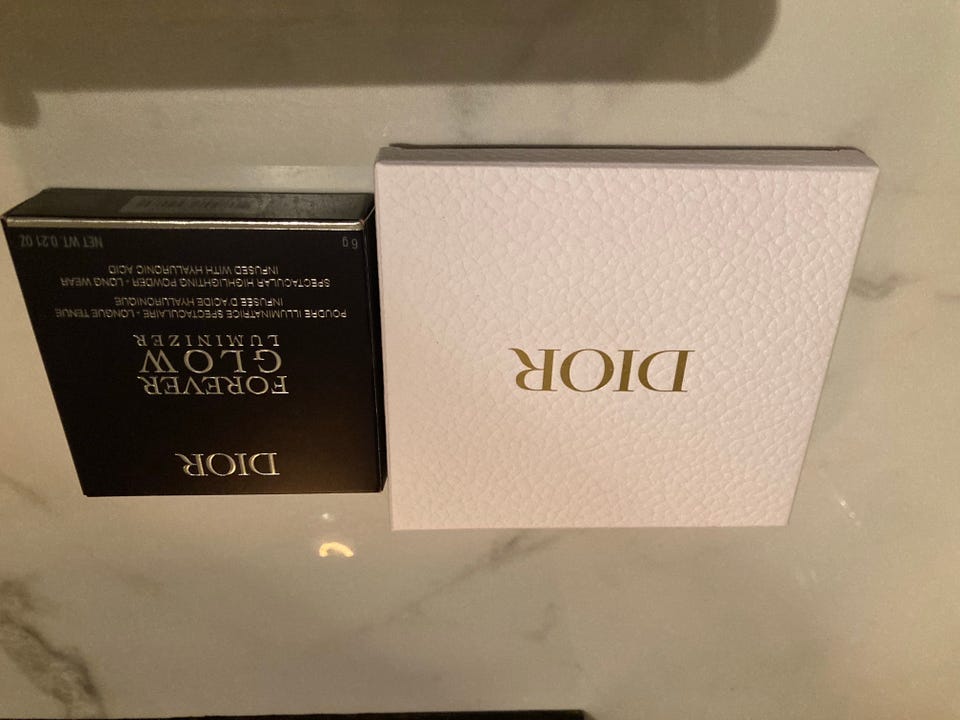 DIOR
FOREVER
GLOW
LUMINIZER
POUDRE ILLUMINATRICE SPECTACULAIRE - LONGUE TENUE
INFUSÉE D'ACIDE HYALURONIQUE
SPECTACULAR HIGHLIGHTING POWDER - LONG WEAR
INFUSED WITH HYALURONIC ACID
6 g NET WT. 0.21 OZ
DIOR